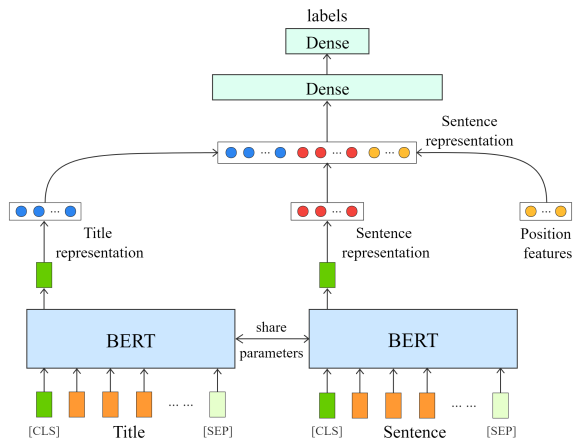 labels
Dense
Dense
Sentence
representation
... ... ...
... ... ...
Title
representation
Sentence
representation
Position
features
BERT
share
parameters
BERT
... ... ... ...
[CLS] Title [SEP] [CLS] Sentence [SEP]